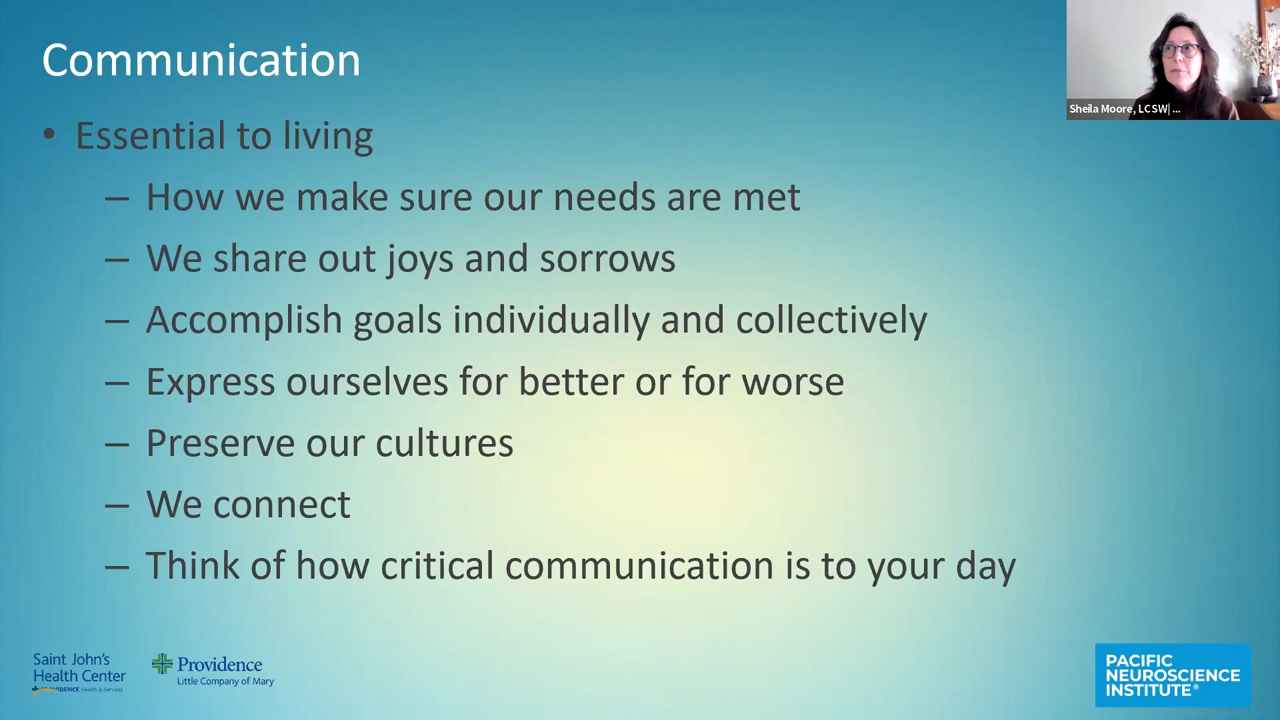 Communication
Sheila Moore, LCSW| ...
• Essential to living
– How we make sure our needs are met
– We share out joys and sorrows
– Accomplish goals individually and collectively
– Express ourselves for better or for worse
– Preserve our cultures
– We connect
– Think of how critical communication is to your day
Saint John's
Health Center
PROVIDENCE Health & Services
Providence
Little Company of Mary
PACIFIC
NEUROSCIENCE
INSTITUTE®